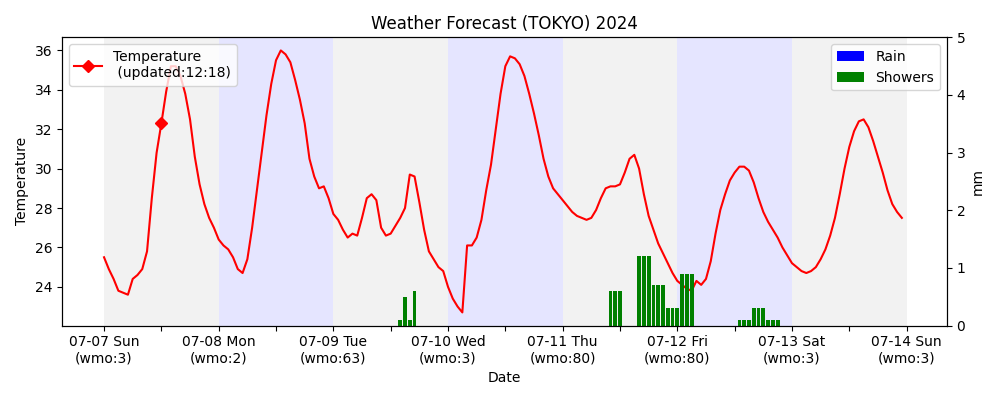 Weather Forecast (TOKYO) 2024
Temperature
(updated:12:18)
Rain
Showers
36
34
32
30
28
26
24
Temperature
5
4
3
2
1
0
mm
07-07 Sun
(wmo:3)
07-08 Mon
(wmo:2)
07-09 Tue
(wmo:63)
07-10 Wed
(wmo:3)
07-11 Thu
(wmo:80)
07-12 Fri
(wmo:80)
07-13 Sat
(wmo:3)
07-14 Sun
(wmo:3)
Date